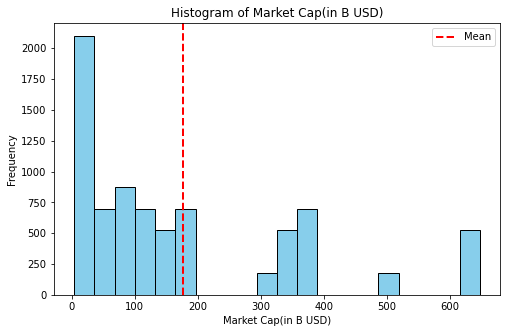 Histogram of Market Cap(in B USD)
Mean
2000
1750
1500
1250
1000
750
500
250
0
Frequency
0 100 200 300 400 500 600
Market Cap(in B USD)